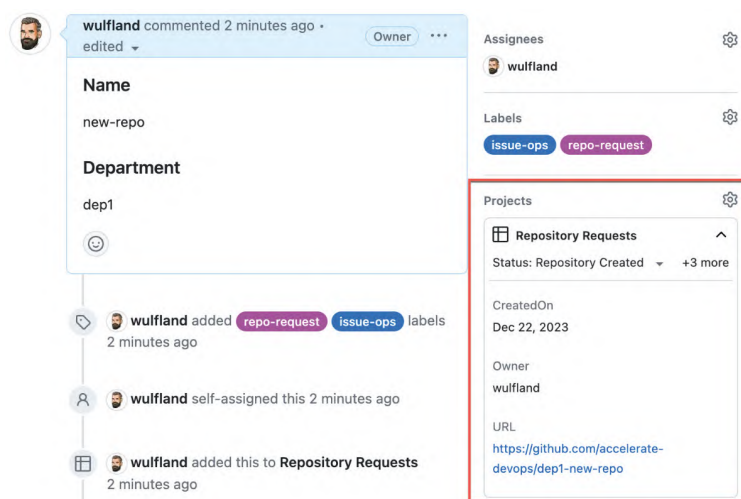 wulfland commented 2 minutes ago •
edited
Owner
Name
new-repo
Department
dep1
wulfland added repo-request issue-ops labels
2 minutes ago
wulfland self-assigned this 2 minutes ago
wulfland added this to Repository Requests
2 minutes ago
Assignees
wulfland
Labels
issue-ops repo-request
Projects
Repository Requests
Status: Repository Created +3 more
CreatedOn
Dec 22, 2023
Owner
wulfland
URL
https://github.com/accelerate-
devops/dep1-new-repo